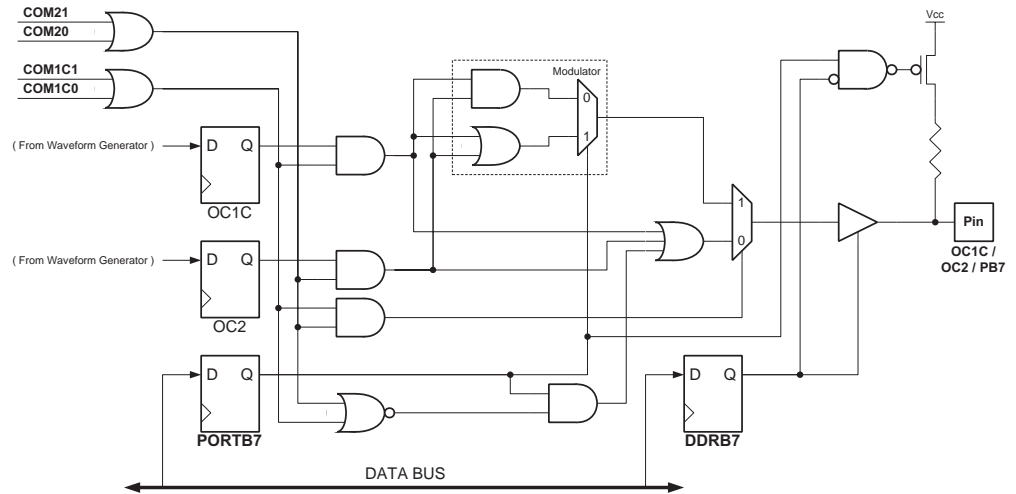 COM21
COM20
Vcc
COM1C1
COM1C0
Modulator
0
1
( From Waveform Generator )
D Q
OC1C
1
0
Pin
OC1C /
OC2 / PB7
( From Waveform Generator )
D Q
OC2
D Q
PORTB7
D Q
DDRB7
DATA BUS